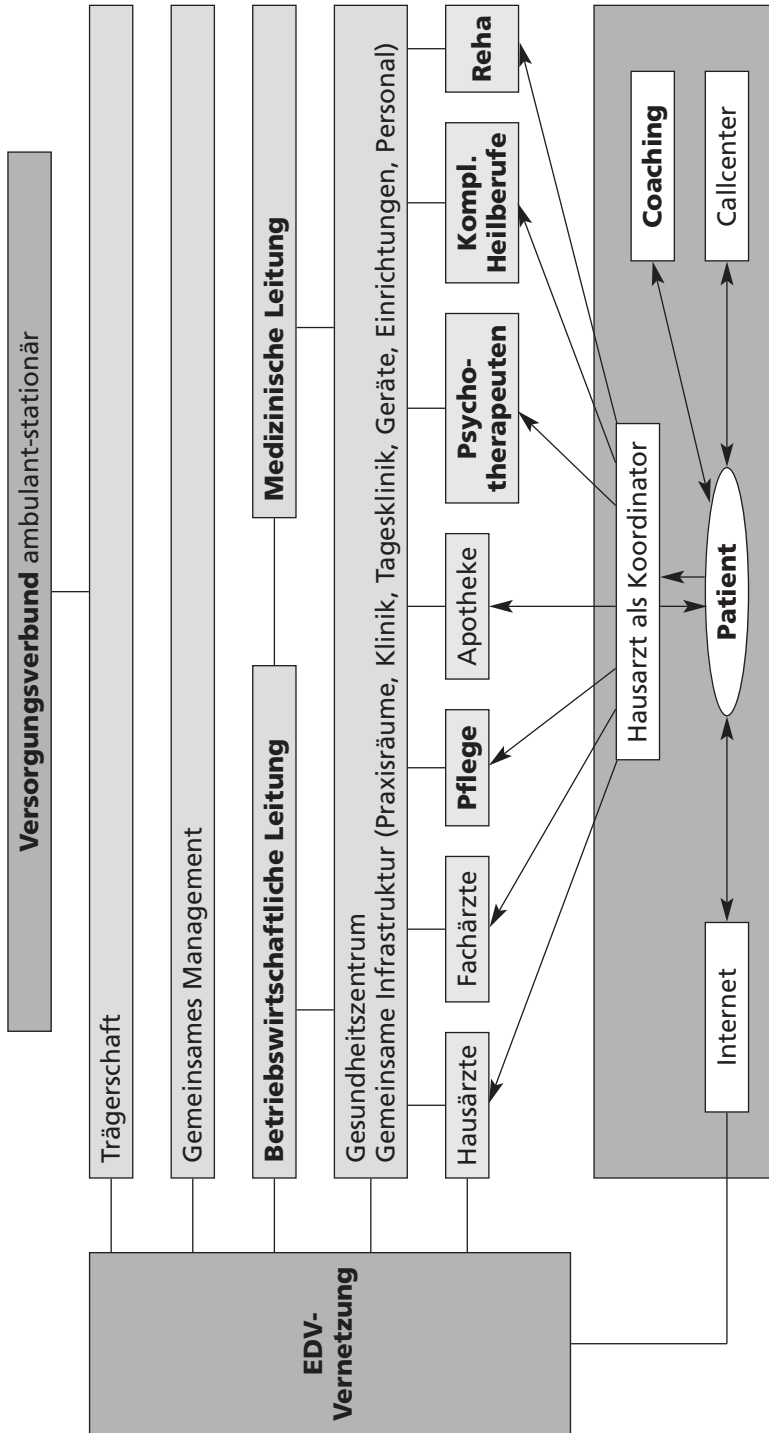 Versorgungsverbund ambulant-stationär
Trägerschaft
Gemeinsames Management
Betriebswirtschaftliche Leitung
Medizinische Leitung
EDV-
Vernetzung
Gesundheitszentrum
Gemeinsame Infrastruktur (Praxisräume, Klinik, Tagesklinik, Geräte, Einrichtungen, Personal)
Hausärzte
Fachärzte
Pflege
Apotheke
Psycho-
therapeuten
Kompl.
Heilberufe
Reha
Hausarzt als Koordinator
Coaching
Internet
Patient
Callcenter